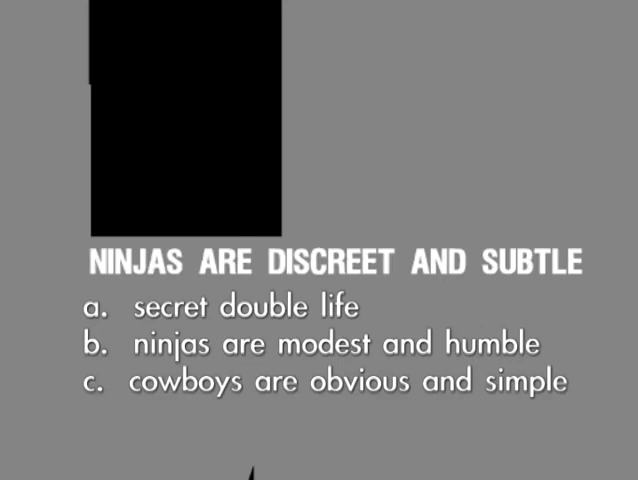 NINJAS ARE DISCREET AND SUBTLE
a. secret double life
b. ninjas are modest and humble
c. cowboys are obvious and simple